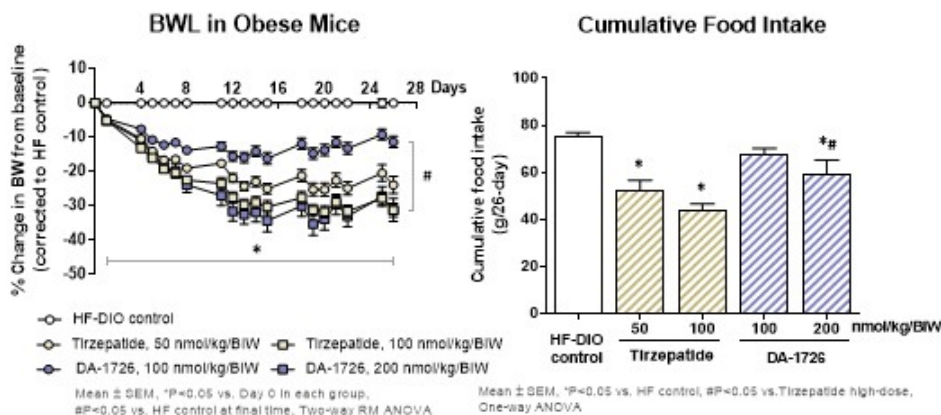 BWL in Obese Mice
% Change in BW from baseline
(corrected to HF control)
4 8 12 16 20 24 28
Days
0
-10
-20
-30
-40
-50
#
*
HF-DIO control
Tirzepatide, 50 nmol/kg/BIW
Tirzepatide, 100 nmol/kg/BIW
DA-1726, 100 nmol/kg/BIW
DA-1726, 200 nmol/kg/BIW
Mean ± SEM, *P<0.05 vs. Day 0 in each group,
#P<0.05 vs. HF control at final time, Two-way RM ANOVA
Cumulative Food Intake
Cumulative food intake
(g/26-day)
100
80
60
40
20
0
*
*
*#
HF-DIO
control
50 100 100 200 nmol/kg/BIW
Tirzepatide DA-1726
Mean ± SEM, *P<0.05 vs. HF control, #P<0.05 vs.Tirzepatide high-dose,
One-way ANOVA